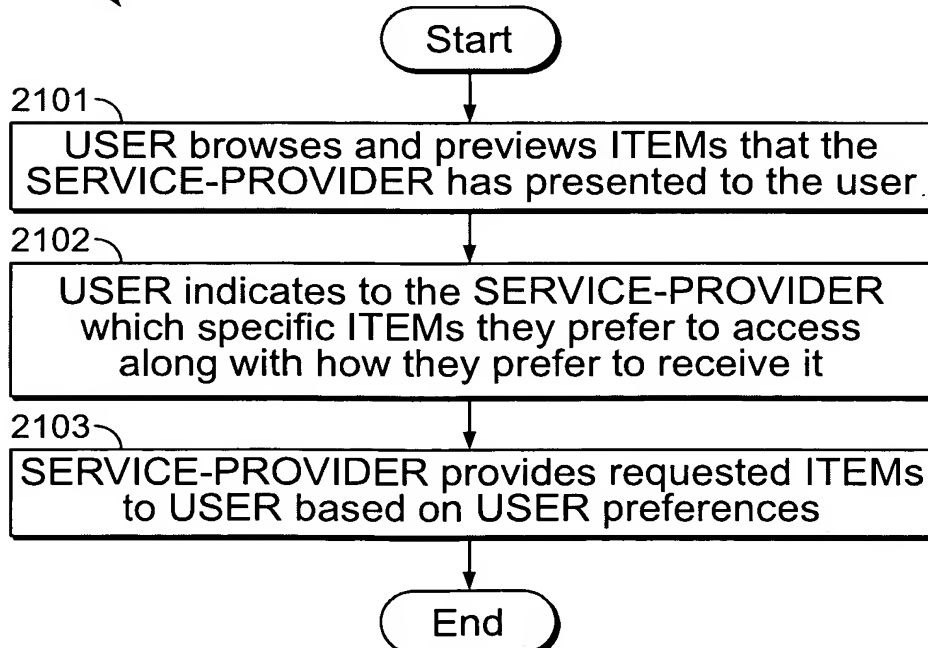 Start
2101
USER browses and previews ITEMs that the
SERVICE-PROVIDER has presented to the user.
2102
USER indicates to the SERVICE-PROVIDER
which specific ITEMs they prefer to access
along with how they prefer to receive it
2103
SERVICE-PROVIDER provides requested ITEMs
to USER based on USER preferences
End